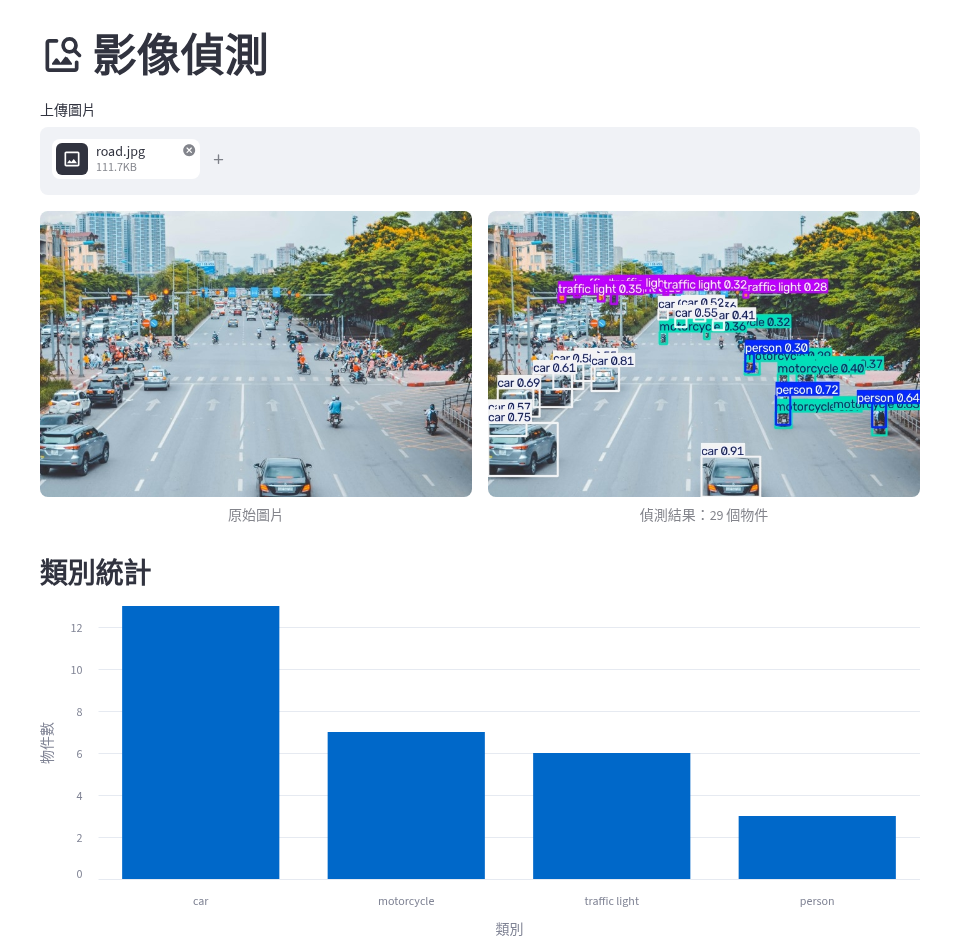 影像偵測
上傳圖片
road.jpg
111.7KB
+
traffic light 0.35
traffic light 0.32
traffic light 0.28
car 0.52
car 0.55
car 0.41
motorcycle 0.36
cle 0.32
person 0.30
car 0.81
car 0.61
motorcycle 0.40
0.37
car 0.69
person 0.72
person 0.64
car 0.57
car 0.75
motorcycle
car 0.91
原始圖片
偵測結果：29 個物件
類別統計
12
10
8
6
4
2
0
物件數
car
motorcycle
traffic light
person
類別